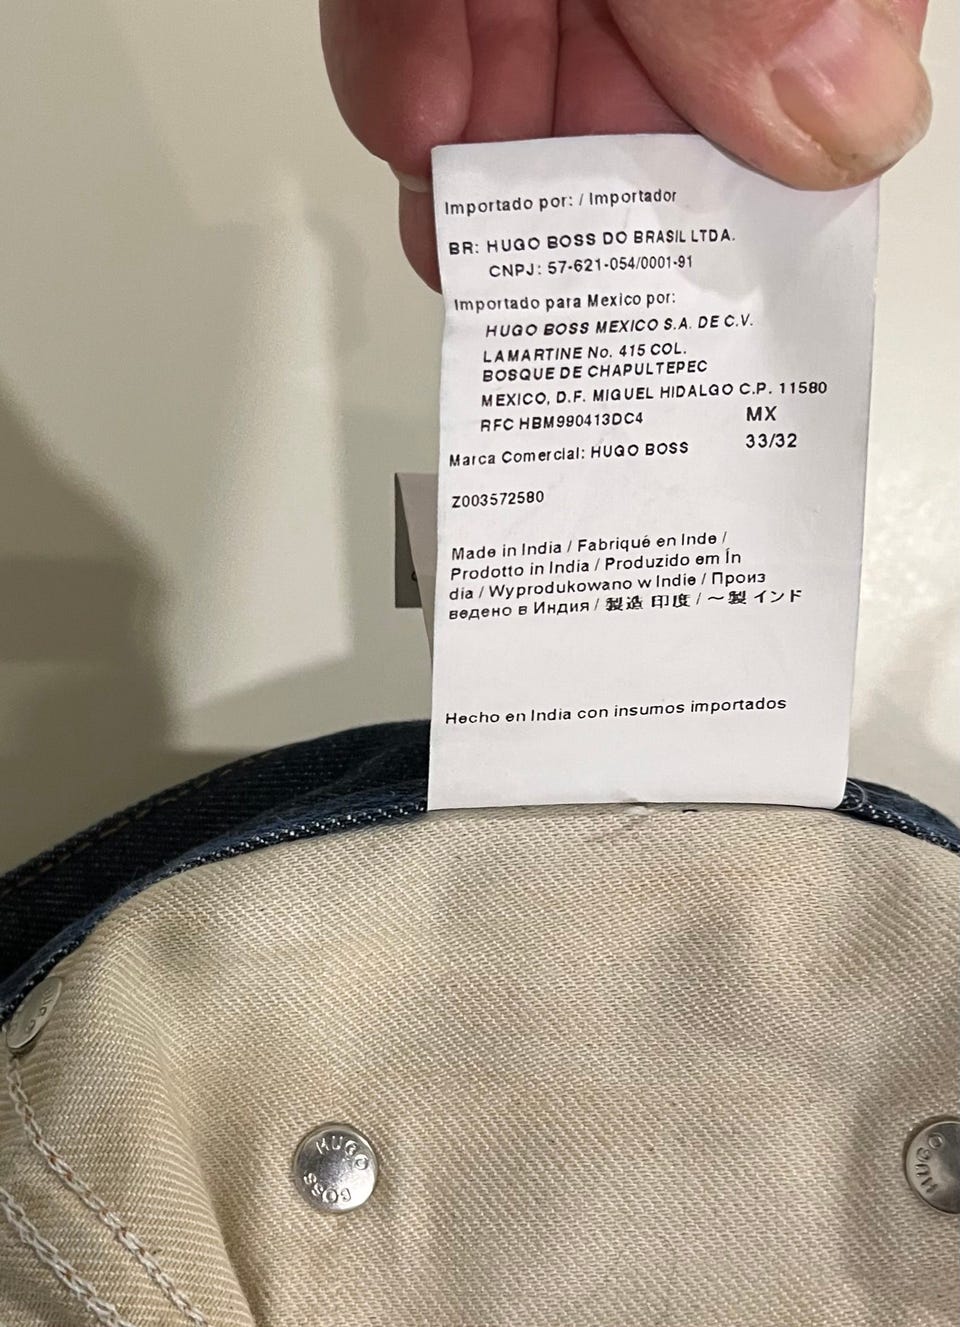 Importado por: / Importador
BR: HUGO BOSS DO BRASIL LTDA.
CNPJ: 57-621-054/0001-91
Importado para Mexico por:
HUGO BOSS MEXICO S.A. DE C.V.
LAMARTINE No. 415 COL.
BOSQUE DE CHAPULTEPEC
MEXICO, D.F. MIGUEL HIDALGO C.P. 11580
RFC HBM990413DC4
MX
33/32
Marca Comercial: HUGO BOSS
Z003572580
Made in India / Fabriqué en Inde /
Prodotto in India / Produzido em Ín
dia / Wyprodukowano w Indie / Произ
ведено в Индия / 製造 印度 / ～製 インド
Hecho en India con insumos importados
HUGO
BOSS
HUGO